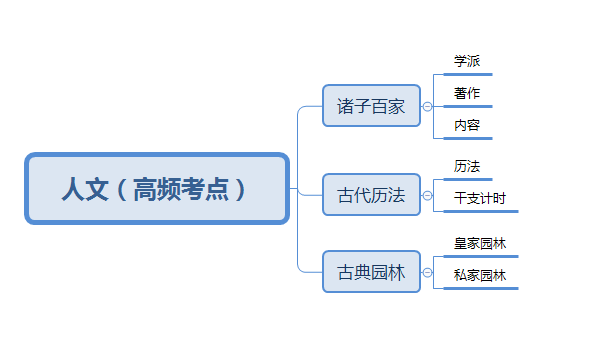 人文（高频考点）
诸子百家
学派
著作
内容
古代历法
历法
干支计时
古典园林
皇家园林
私家园林